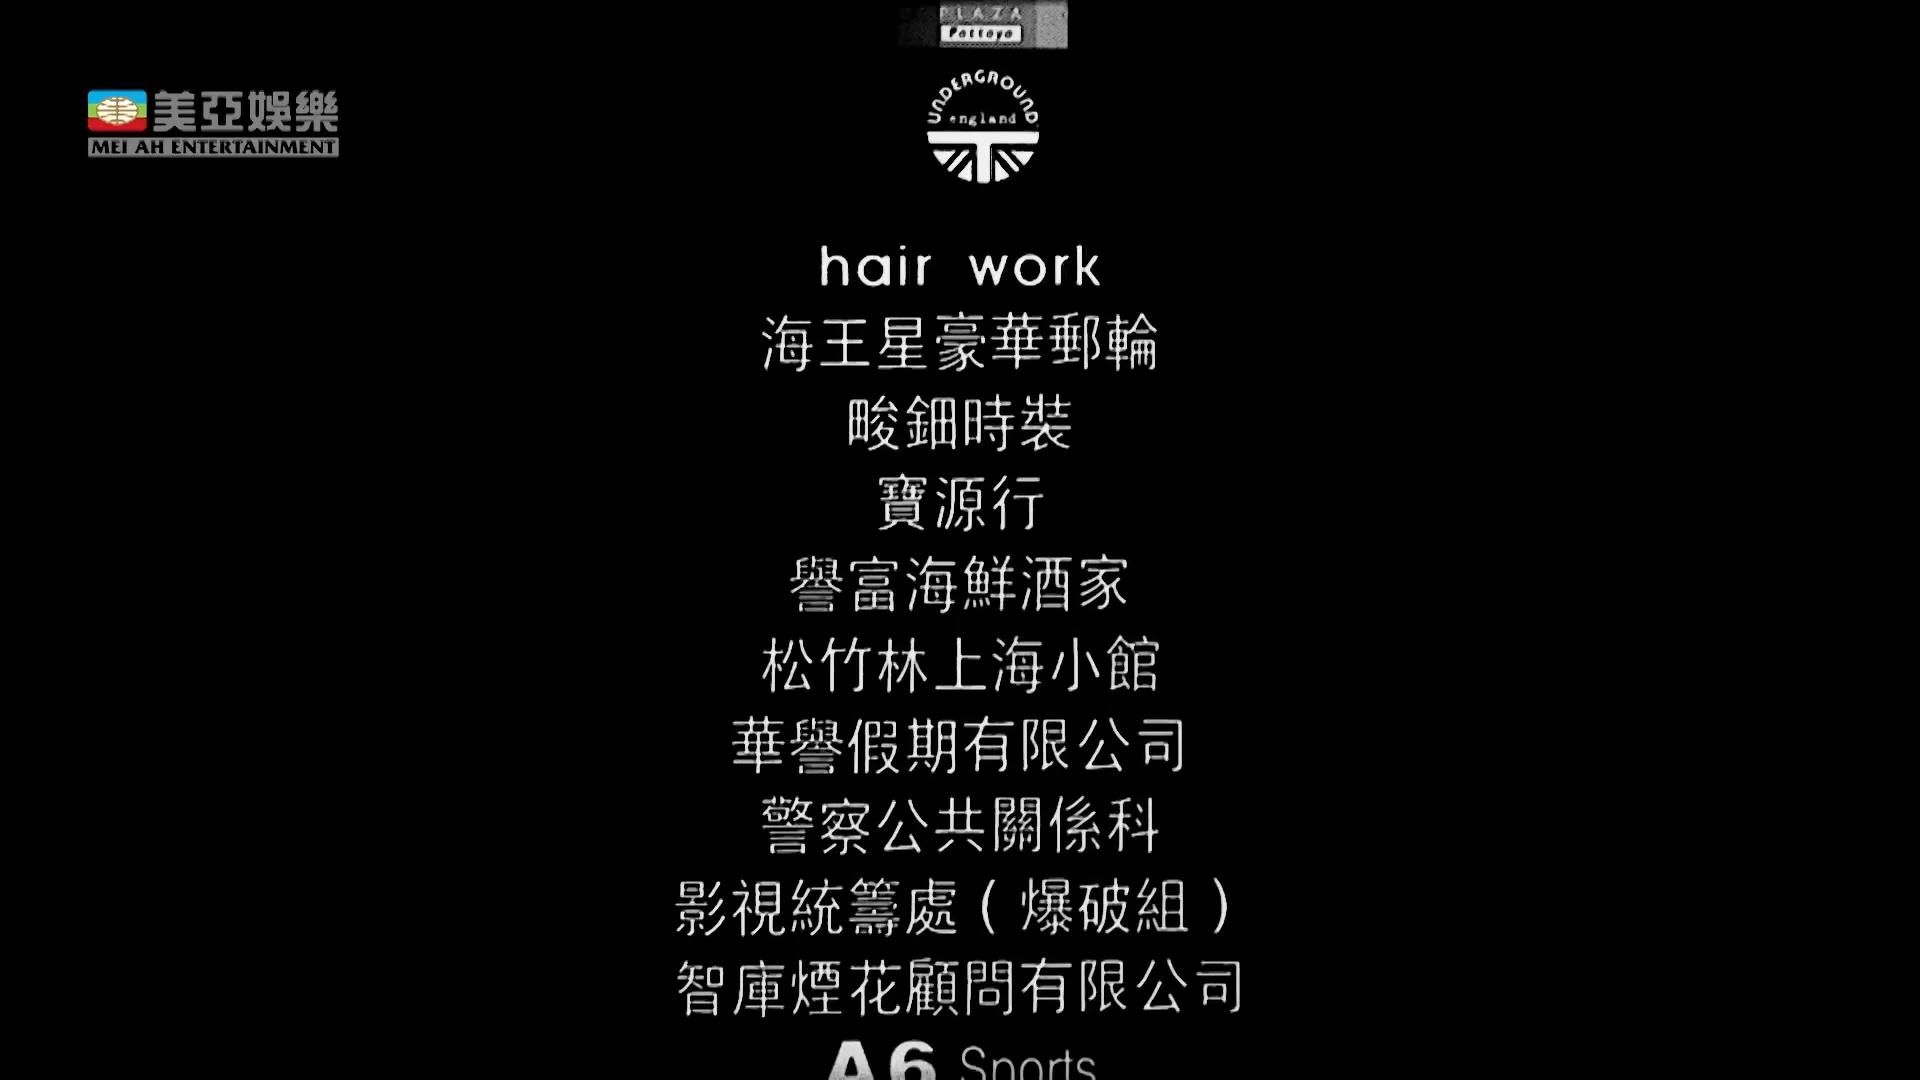 PLAZA
Pattaya
美亞娛樂
MEI AH ENTERTAINMENT
UNDERGROUND
england
hair work
海王星豪華郵輪
畯鈿時裝
寶源行
譽富海鮮酒家
松竹林上海小館
華譽假期有限公司
警察公共關係科
影視統籌處(爆破組)
智庫煙花顧問有限公司
A6 Sports